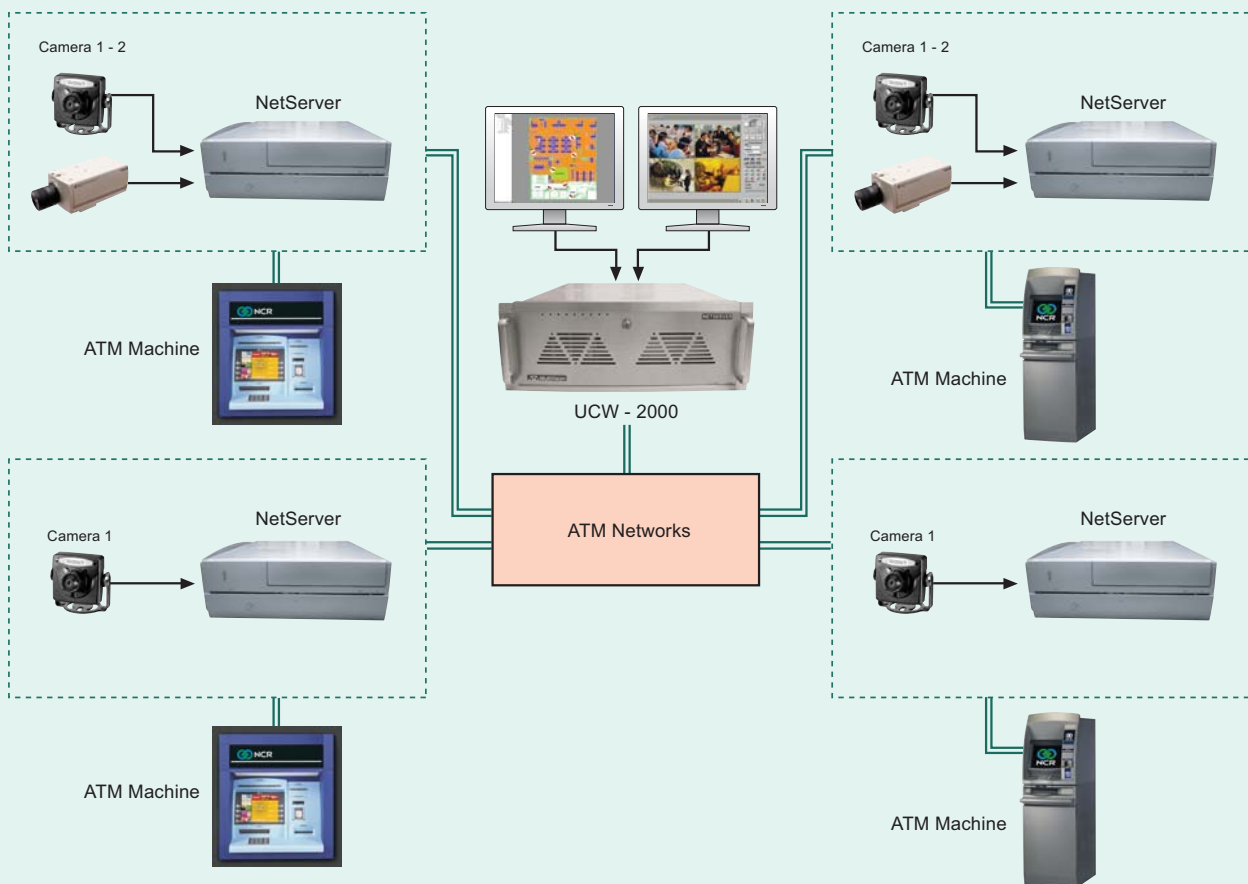 Camera 1 - 2
NetServer
ATM Machine
NCR
UCW - 2000
Camera 1 - 2
NetServer
ATM Machine
NCR
ATM Networks
Camera 1
NetServer
ATM Machine
NCR
Camera 1
NetServer
ATM Machine
NCR